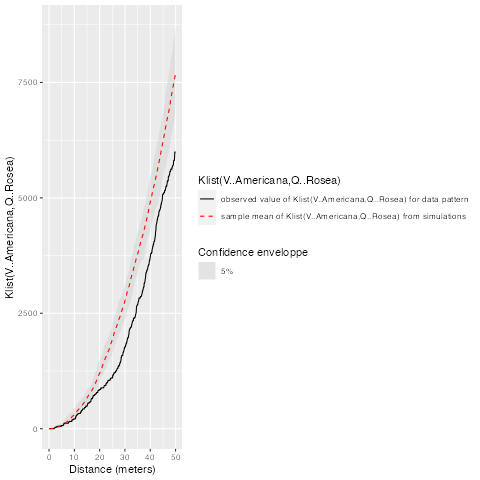 Klist(V..Americana,Q..Rosea)
7500
5000
2500
0
0 10 20 30 40 50
Distance (meters)
Klist(V..Americana,Q..Rosea)
observed value of Klist(V..Americana,Q..Rosea) for data pattern
sample mean of Klist(V..Americana,Q..Rosea) from simulations
Confidence enveloppe
5%